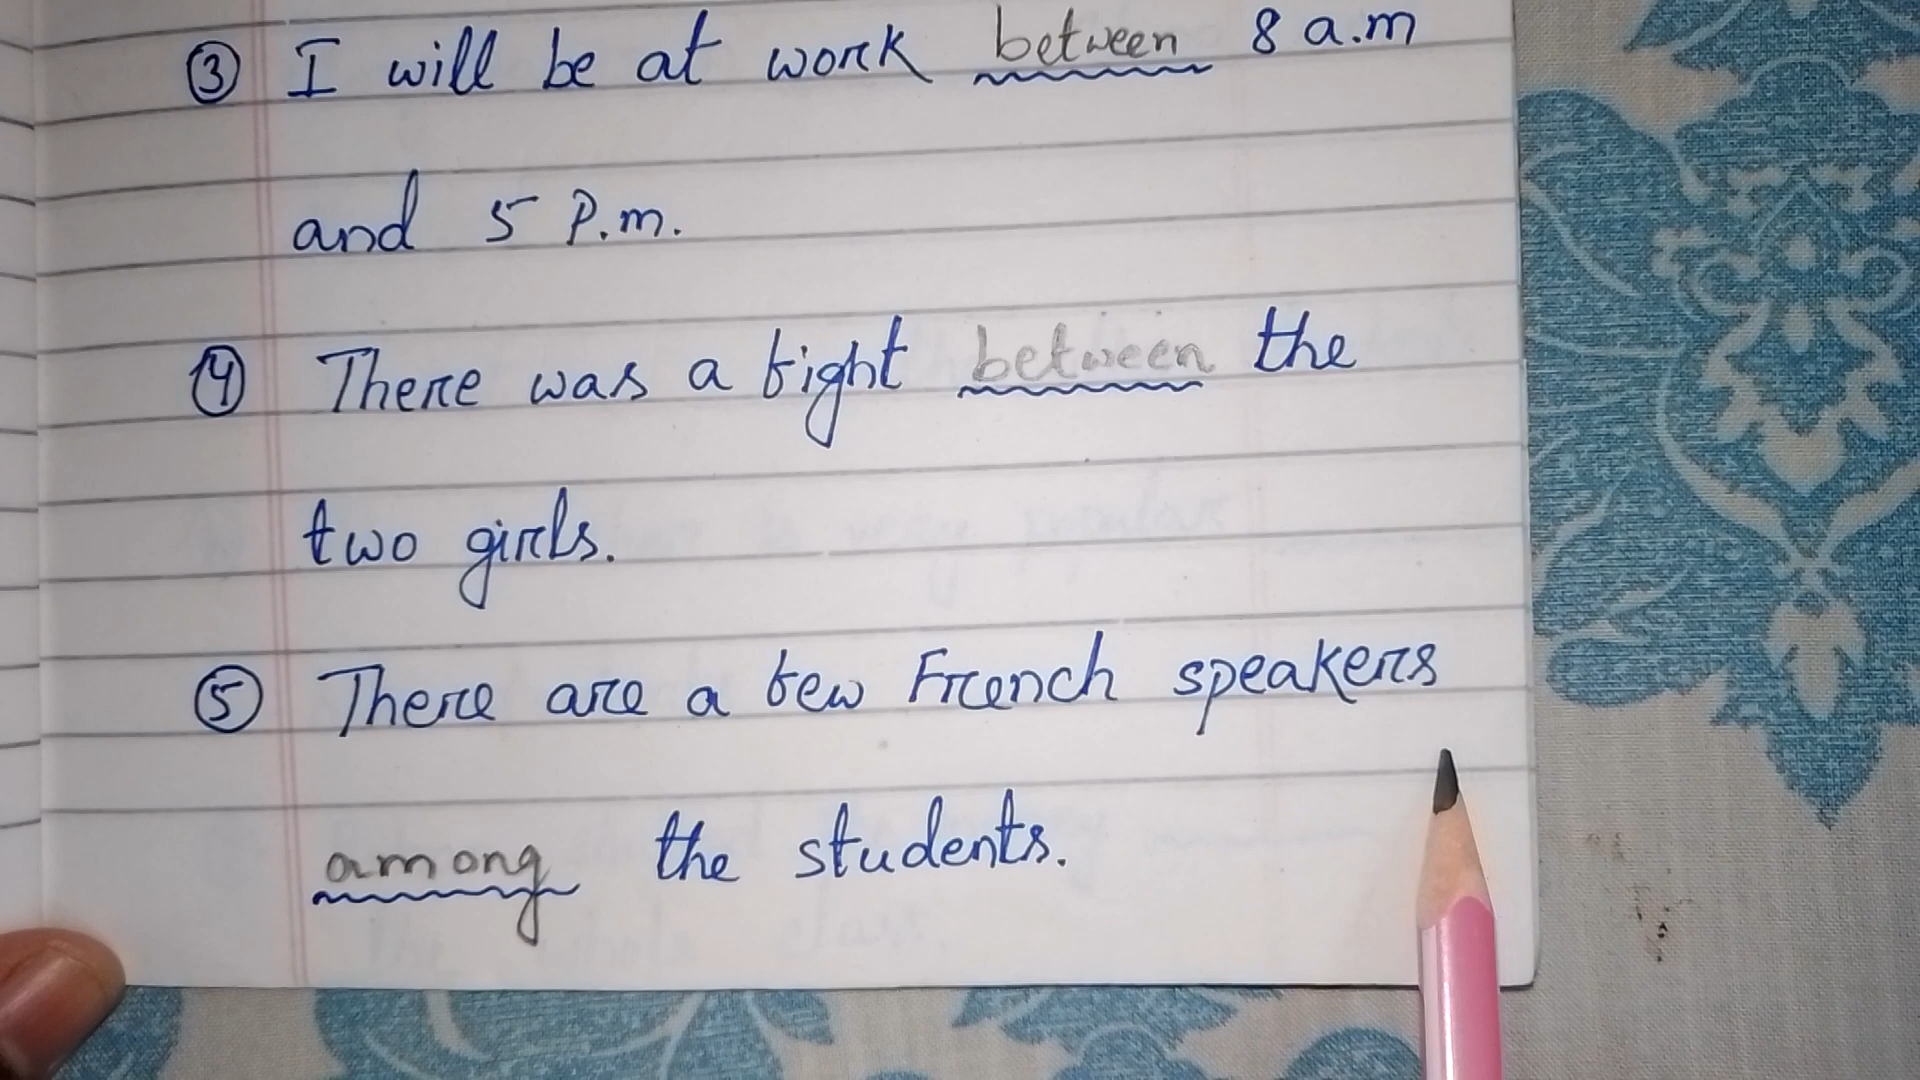 ③ I will be at work between 8 a.m
and 5 P.m.
④ There was a fight between the
two girls.
⑤ There are a few French speakers
among the students.